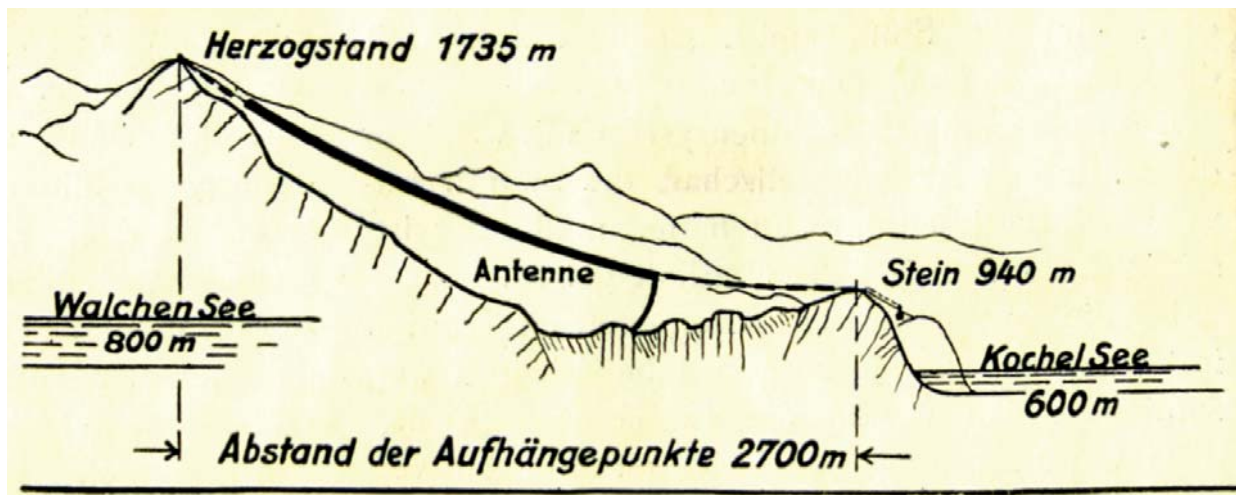 Herzogstand 1735 m
Antenne
Stein 940 m
Walchen See
800 m
Kochel See
600 m
Abstand der Aufhängepunkte 2700 m